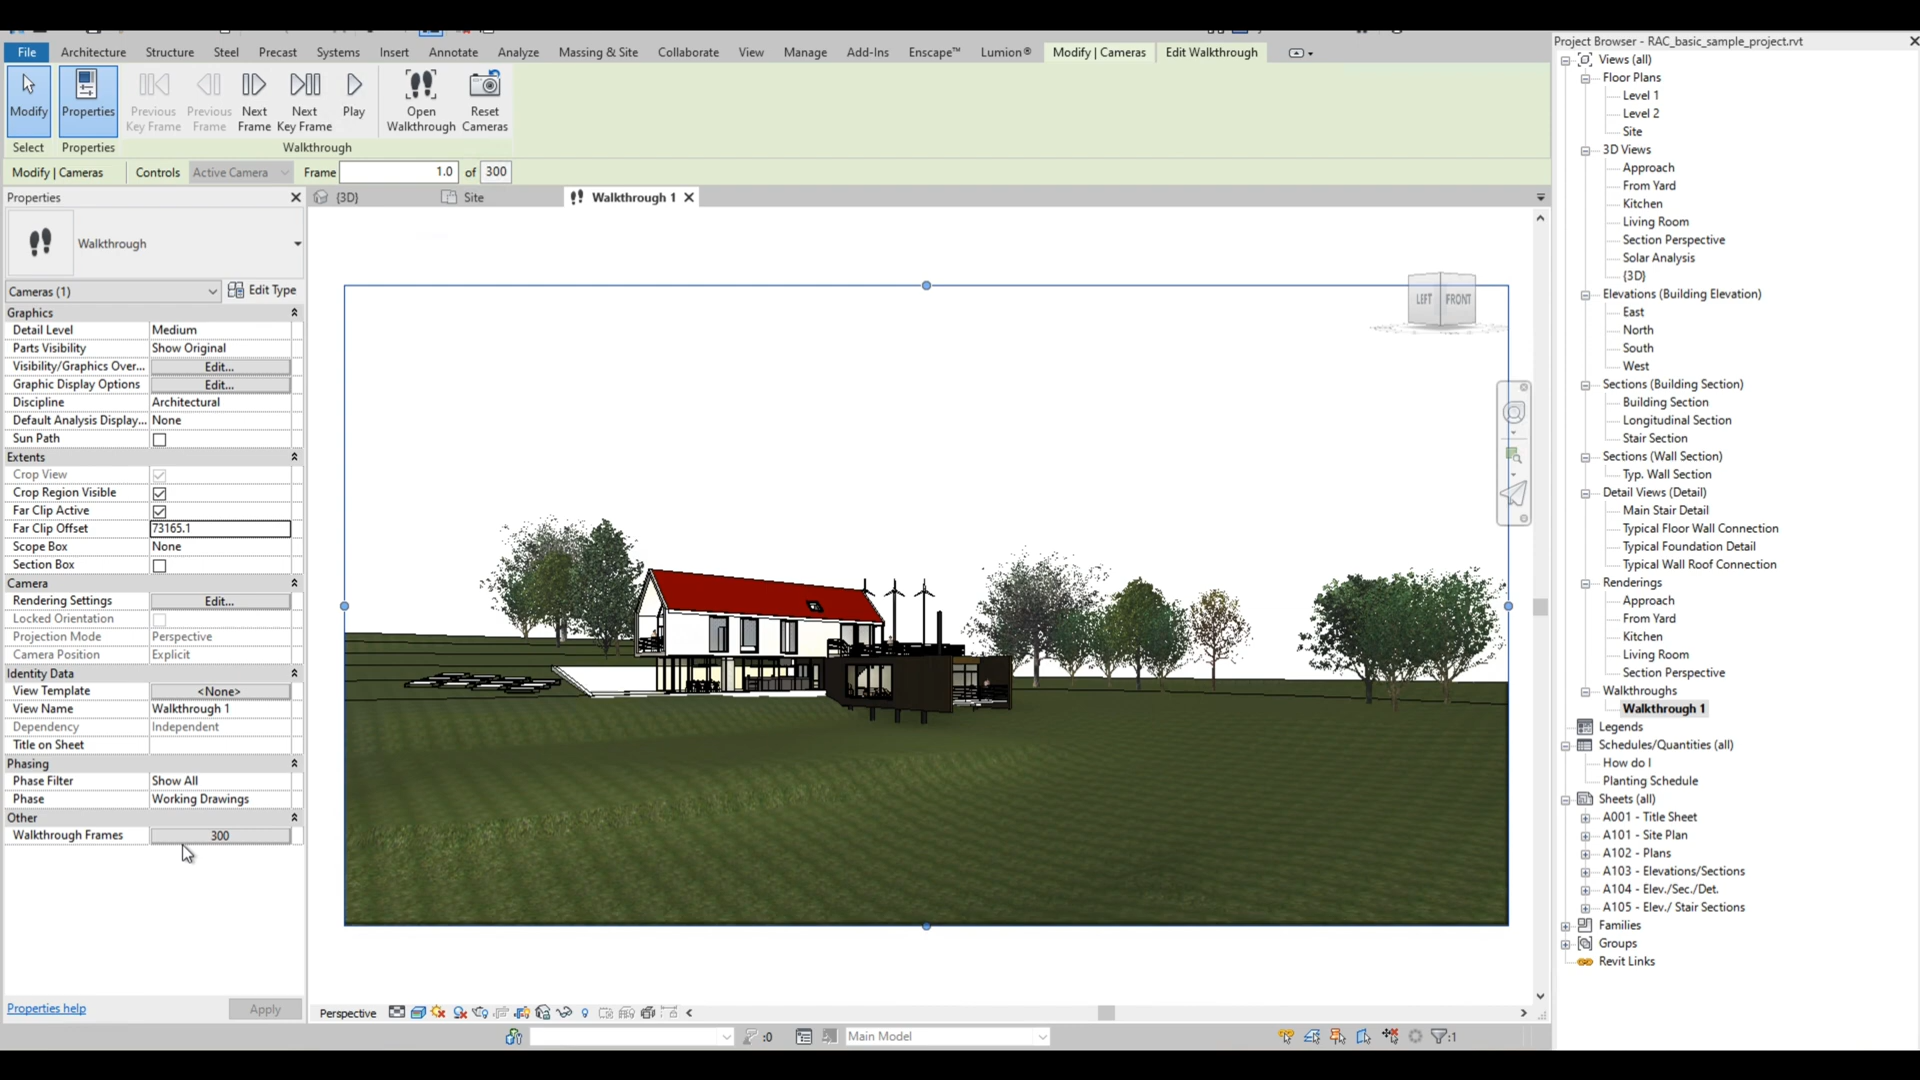 File Architecture Structure Steel Precast Systems Insert Annotate Analyze Massing & Site Collaborate View Manage Add-Ins Enscape™ Lumion® Modify | Cameras Edit Walkthrough
Modify Properties Previous Key Frame Previous Frame Next Frame Next Key Frame Play Open Walkthrough Reset Cameras
Select Properties Walkthrough
Modify | Cameras Controls Active Camera Frame 1.0 of 300
Properties
{3D} Site Walkthrough 1
Walkthrough
Cameras (1) Edit Type
Graphics
Detail Level Medium
Parts Visibility Show Original
Visibility/Graphics Over... Edit...
Graphic Display Options Edit...
Discipline Architectural
Default Analysis Display... None
Sun Path
Extents
Crop View
Crop Region Visible
Far Clip Active
Far Clip Offset 73165.1
Scope Box None
Section Box
Camera
Rendering Settings Edit...
Locked Orientation
Projection Mode Perspective
Camera Position Explicit
Identity Data
View Template <None>
View Name Walkthrough 1
Dependency Independent
Title on Sheet
Phasing
Phase Filter Show All
Phase Working Drawings
Other
Walkthrough Frames 300
Properties help Apply
LEFT FRONT
Perspective
:0 Main Model :1
Project Browser - RAC_basic_sample_project.rvt
Views (all)
Floor Plans
Level 1
Level 2
Site
3D Views
Approach
From Yard
Kitchen
Living Room
Section Perspective
Solar Analysis
{3D}
Elevations (Building Elevation)
East
North
South
West
Sections (Building Section)
Building Section
Longitudinal Section
Stair Section
Sections (Wall Section)
Typ. Wall Section
Detail Views (Detail)
Main Stair Detail
Typical Floor Wall Connection
Typical Foundation Detail
Typical Wall Roof Connection
Renderings
Approach
From Yard
Kitchen
Living Room
Section Perspective
Walkthroughs
Walkthrough 1
Legends
Schedules/Quantities (all)
How do I
Planting Schedule
Sheets (all)
A001 - Title Sheet
A101 - Site Plan
A102 - Plans
A103 - Elevations/Sections
A104 - Elev./Sec./Det.
A105 - Elev./ Stair Sections
Families
Groups
Revit Links